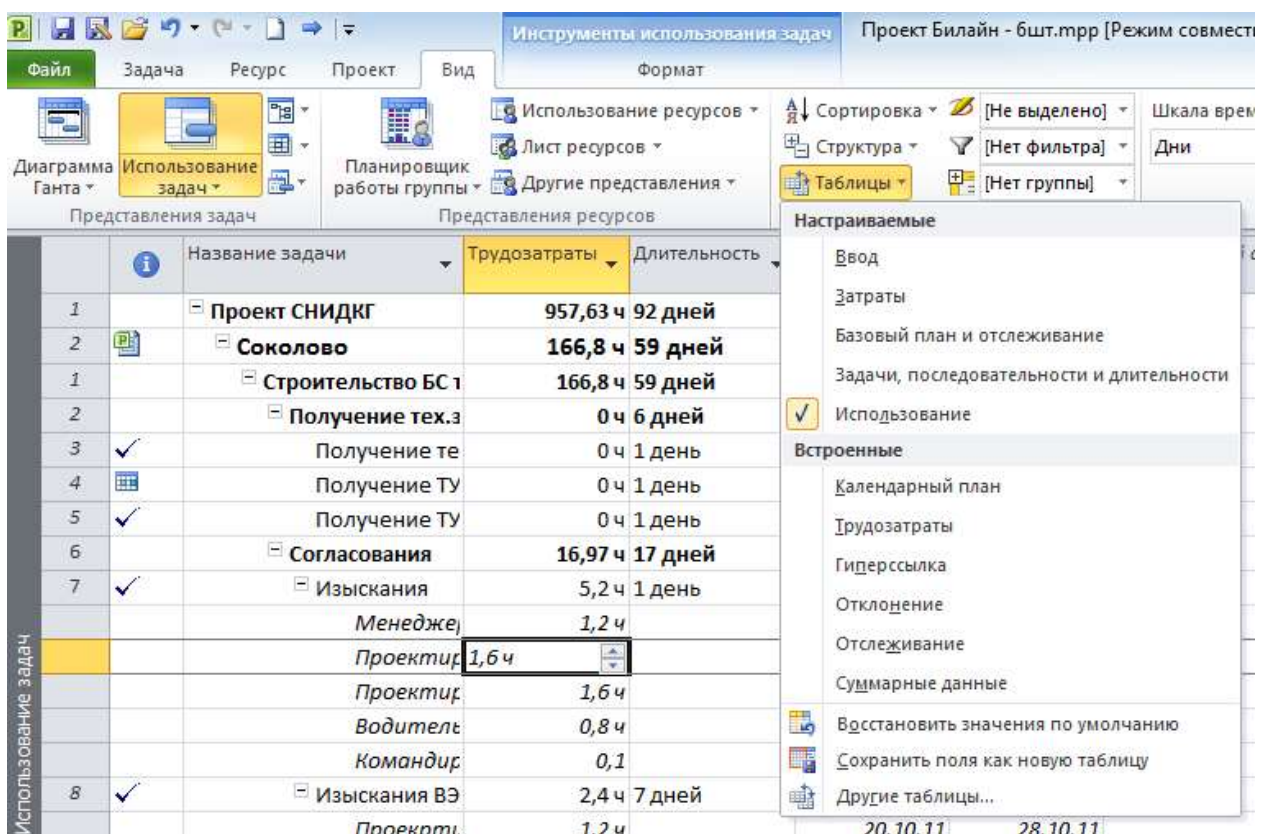 Инструменты использования задач
Проект Билайн - 6шт.mpp [Режим совмест
Файл Задача Ресурс Проект Вид Формат
Диаграмма Ганта
Использование задач
Представления задач
Планировщик работы группы
Использование ресурсов
Лист ресурсов
Другие представления
Представления ресурсов
Сортировка
Структура
Таблицы
[Не выделено]
[Нет фильтра]
[Нет группы]
Шкала врем
Дни
Название задачи Трудозатраты Длительность
1 Проект СНИДКГ 957,63 ч 92 дней
2 Соколово 166,8 ч 59 дней
1 Строительство БС т 166,8 ч 59 дней
2 Получение тех.з 0 ч 6 дней
3 Получение те 0 ч 1 день
4 Получение ТУ 0 ч 1 день
5 Получение ТУ 0 ч 1 день
6 Согласования 16,97 ч 17 дней
7 Изыскания 5,2 ч 1 день
Менеджер 1,2 ч
Проектир 1,6 ч
Проектир 1,6 ч
Водитель 0,8 ч
Командир 0,1
8 Изыскания ВЭ 2,4 ч 7 дней
1,2 ч 20.10.11 28.10.11
Использование задач
Настраиваемые
Ввод
Затраты
Базовый план и отслеживание
Задачи, последовательности и длительности
Использование
Встроенные
Календарный план
Трудозатраты
Гиперссылка
Отклонение
Отслеживание
Суммарные данные
Восстановить значения по умолчанию
Сохранить поля как новую таблицу
Другие таблицы...